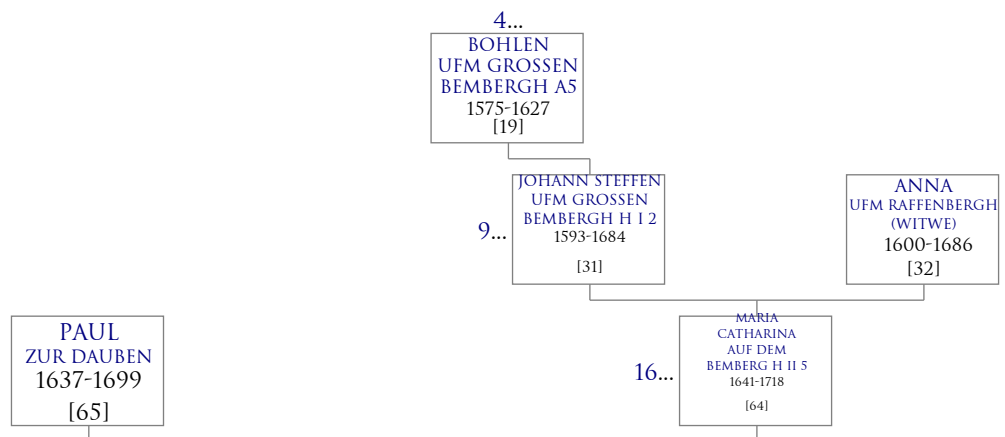 4...
BOHLEN
UFM GROSSEN
BEMBERGH A5
1575-1627
[19]
JOHANN STEFFEN
UFM GROSSEN
BEMBERGH H I 2
1593-1684
[31]
9...
ANNA
UFM RAFFENBERGH
(WITWE)
1600-1686
[32]
PAUL
ZUR DAUBEN
1637-1699
[65]
16...
MARIA
CATHARINA
AUF DEM
BEMBERG H II 5
1641-1718
[64]